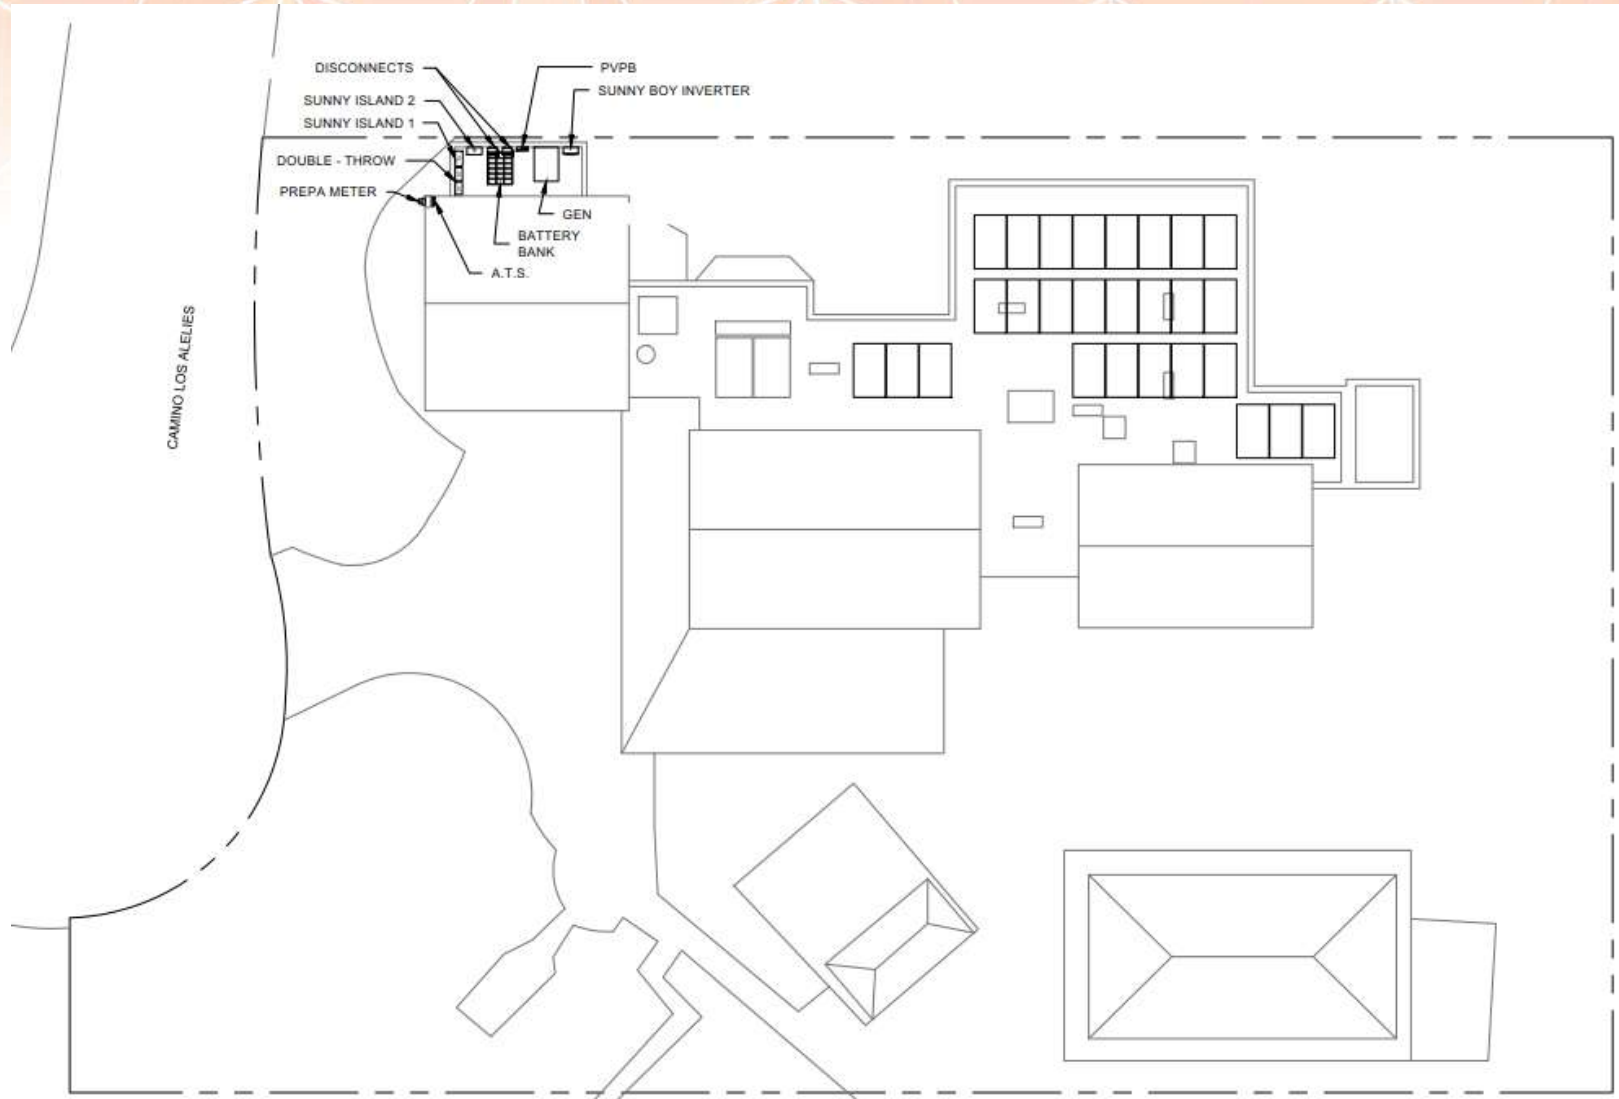 DISCONNECTS
PVPB
SUNNY BOY INVERTER
SUNNY ISLAND 2
SUNNY ISLAND 1
DOUBLE - THROW
PREPA METER
GEN
BATTERY
BANK
A.T.S.
CAMINO LOS ALELIES